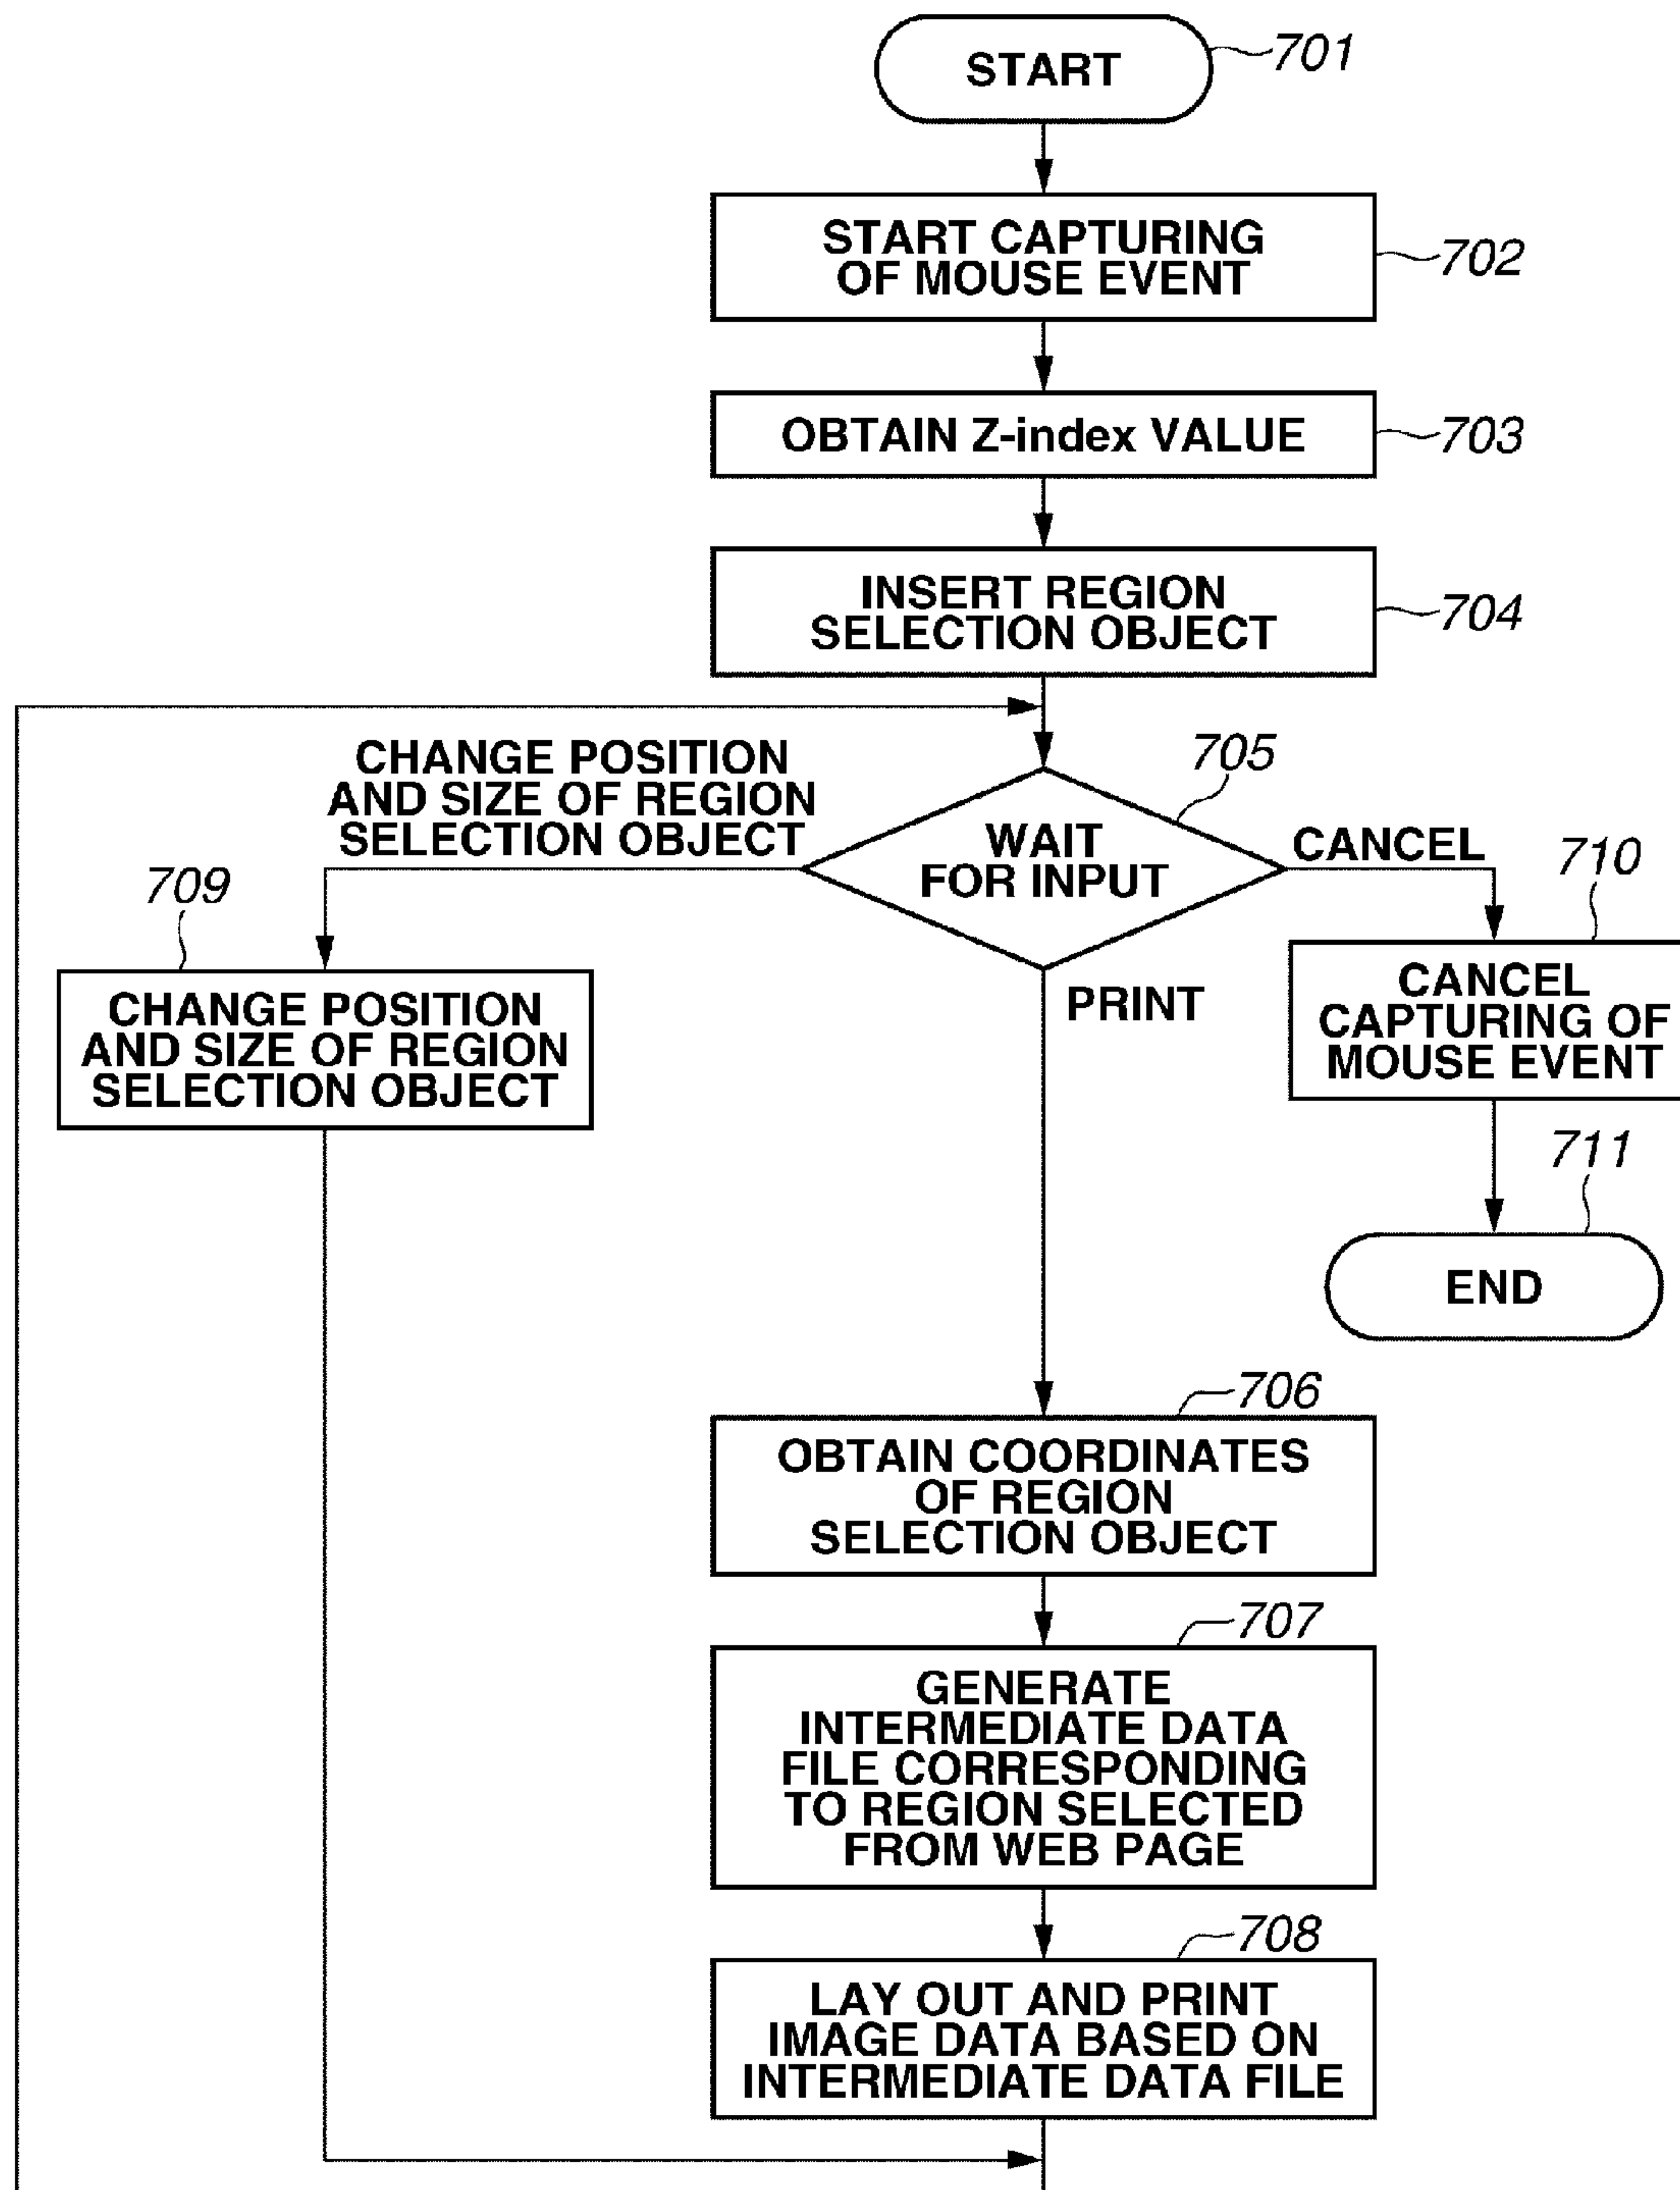 START
701
START CAPTURING
OF MOUSE EVENT
702
OBTAIN Z-index VALUE
703
INSERT REGION
SELECTION OBJECT
704
CHANGE POSITION
AND SIZE OF REGION
SELECTION OBJECT
705
WAIT
FOR INPUT
CANCEL
710
709
CHANGE POSITION
AND SIZE OF REGION
SELECTION OBJECT
PRINT
CANCEL
CAPTURING OF
MOUSE EVENT
711
END
706
OBTAIN COORDINATES
OF REGION
SELECTION OBJECT
707
GENERATE
INTERMEDIATE DATA
FILE CORRESPONDING
TO REGION SELECTED
FROM WEB PAGE
708
LAY OUT AND PRINT
IMAGE DATA BASED ON
INTERMEDIATE DATA FILE